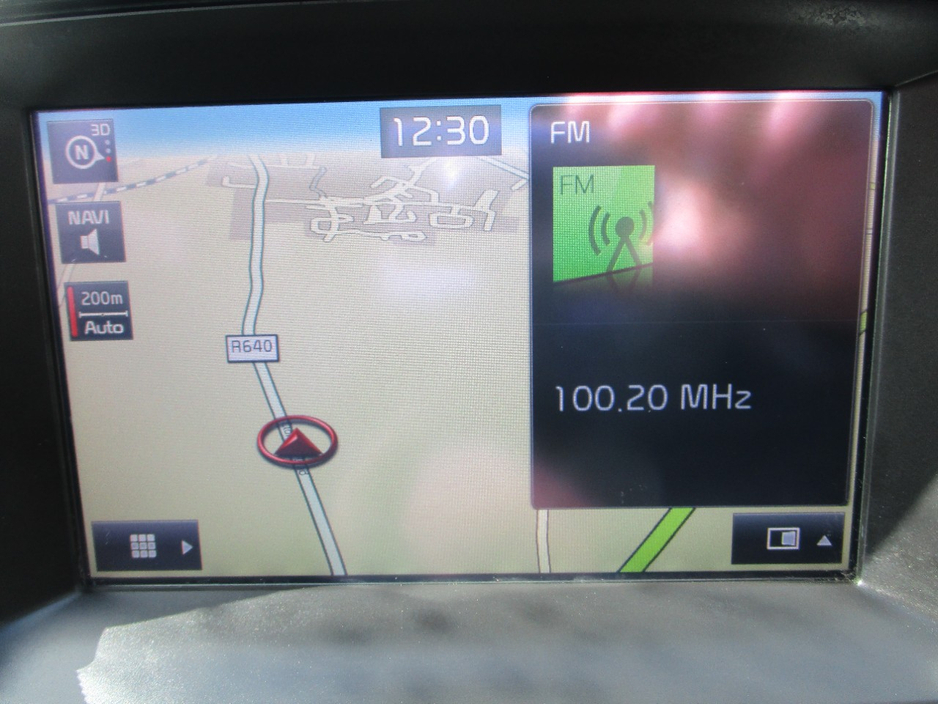 3D
N
NAVI
200m
Auto
12:30
R640
FM
FM
100.20 MHz